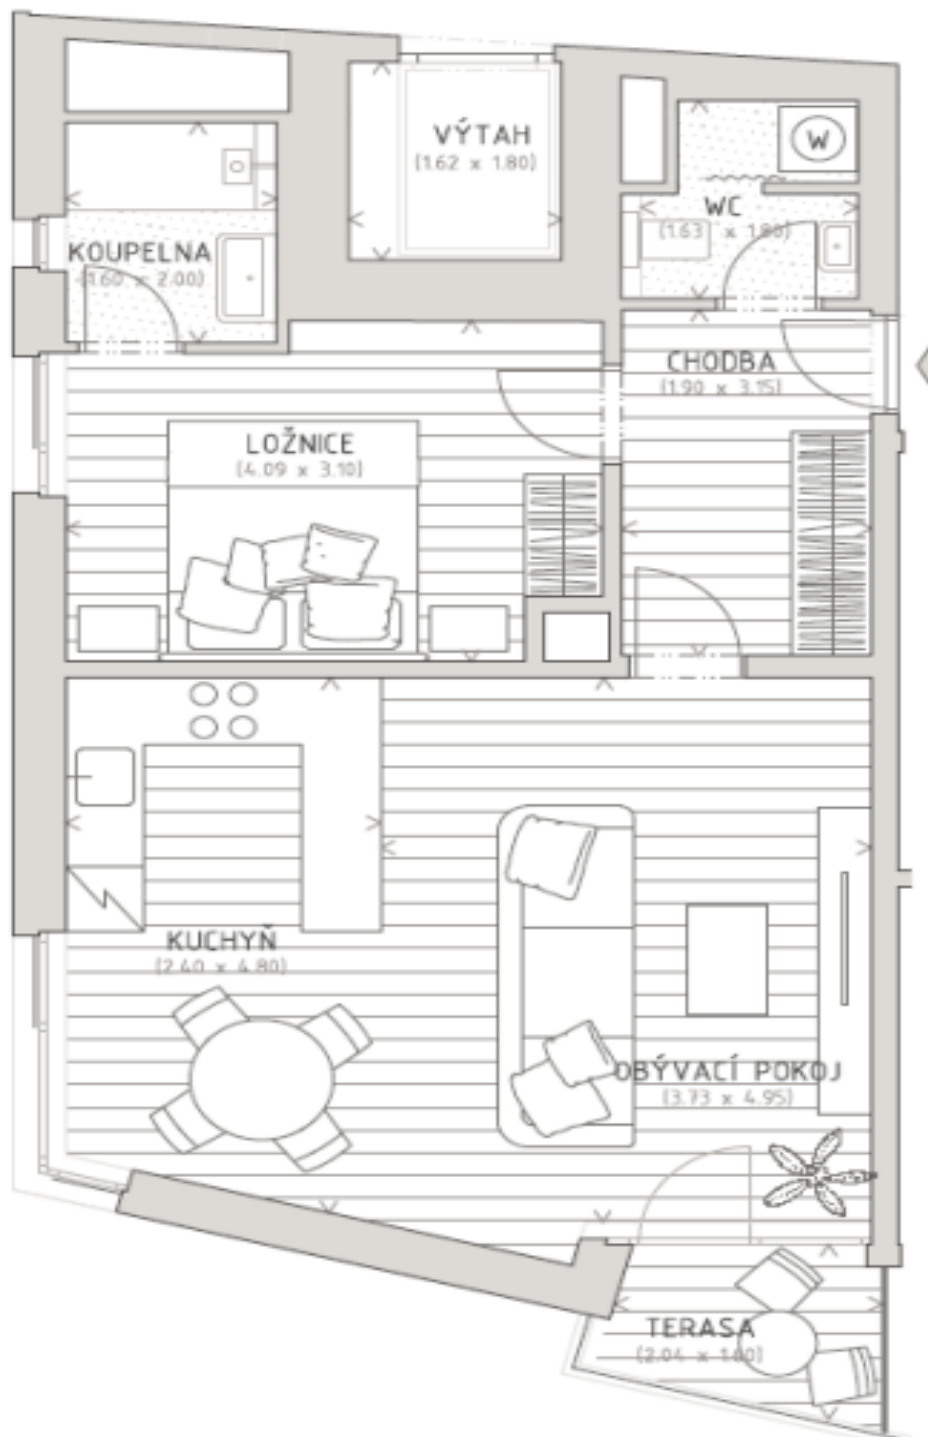 VÝTAH
(1.62 x 1.80)
W
WC
(1.63 x 1.80)
KOUPELNA
(1.60 x 2.00)
CHODBA
(1.90 x 3.15)
LOŽNICE
(4.09 x 3.10)
KUCHYŇ
(2.40 x 4.80)
OBÝVACÍ POKOJ
(3.73 x 4.95)
TERASA
(2.04 x 1.60)